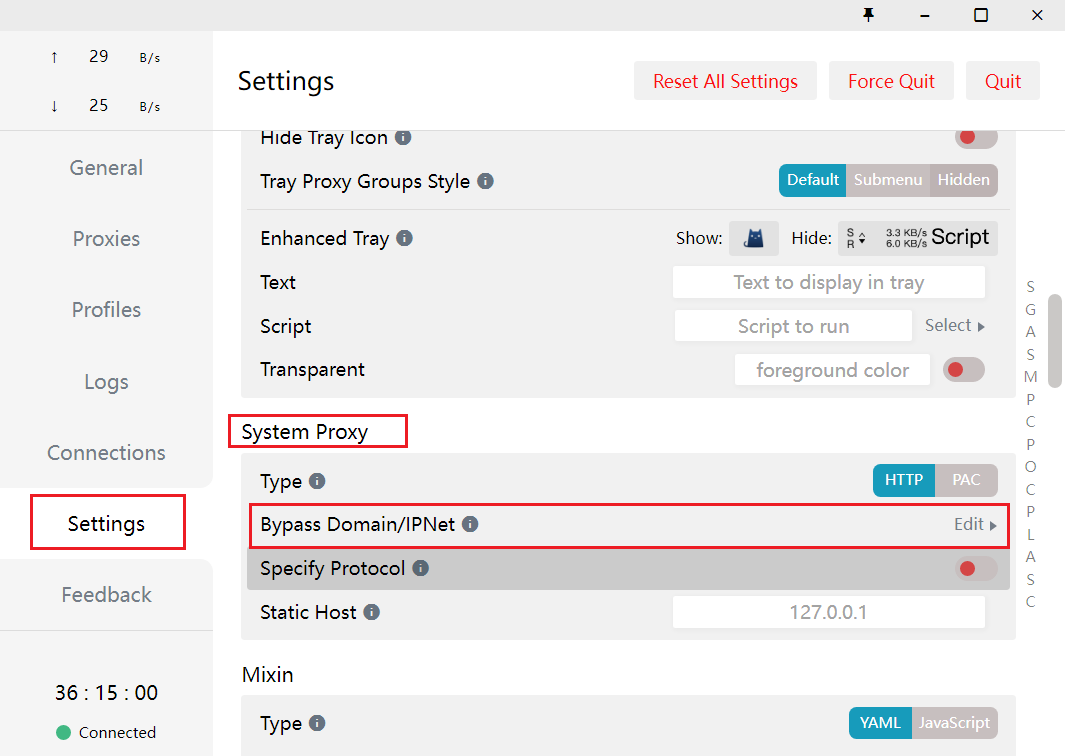 ↑ 29 B/s
↓ 25 B/s
General
Proxies
Profiles
Logs
Connections
Settings
Feedback
36 : 15 : 00
Connected
Settings
Reset All Settings Force Quit Quit
Hide Tray Icon
Tray Proxy Groups Style Default Submenu Hidden
Enhanced Tray Show: Hide: S R 3.3 KB/s 6.0 KB/s Script
Text Text to display in tray
Script Script to run Select
Transparent foreground color
System Proxy
Type HTTP PAC
Bypass Domain/IPNet Edit
Specify Protocol
Static Host 127.0.0.1
Mixin
Type YAML JavaScript
S
G
A
S
M
P
C
P
O
C
P
L
A
S
C